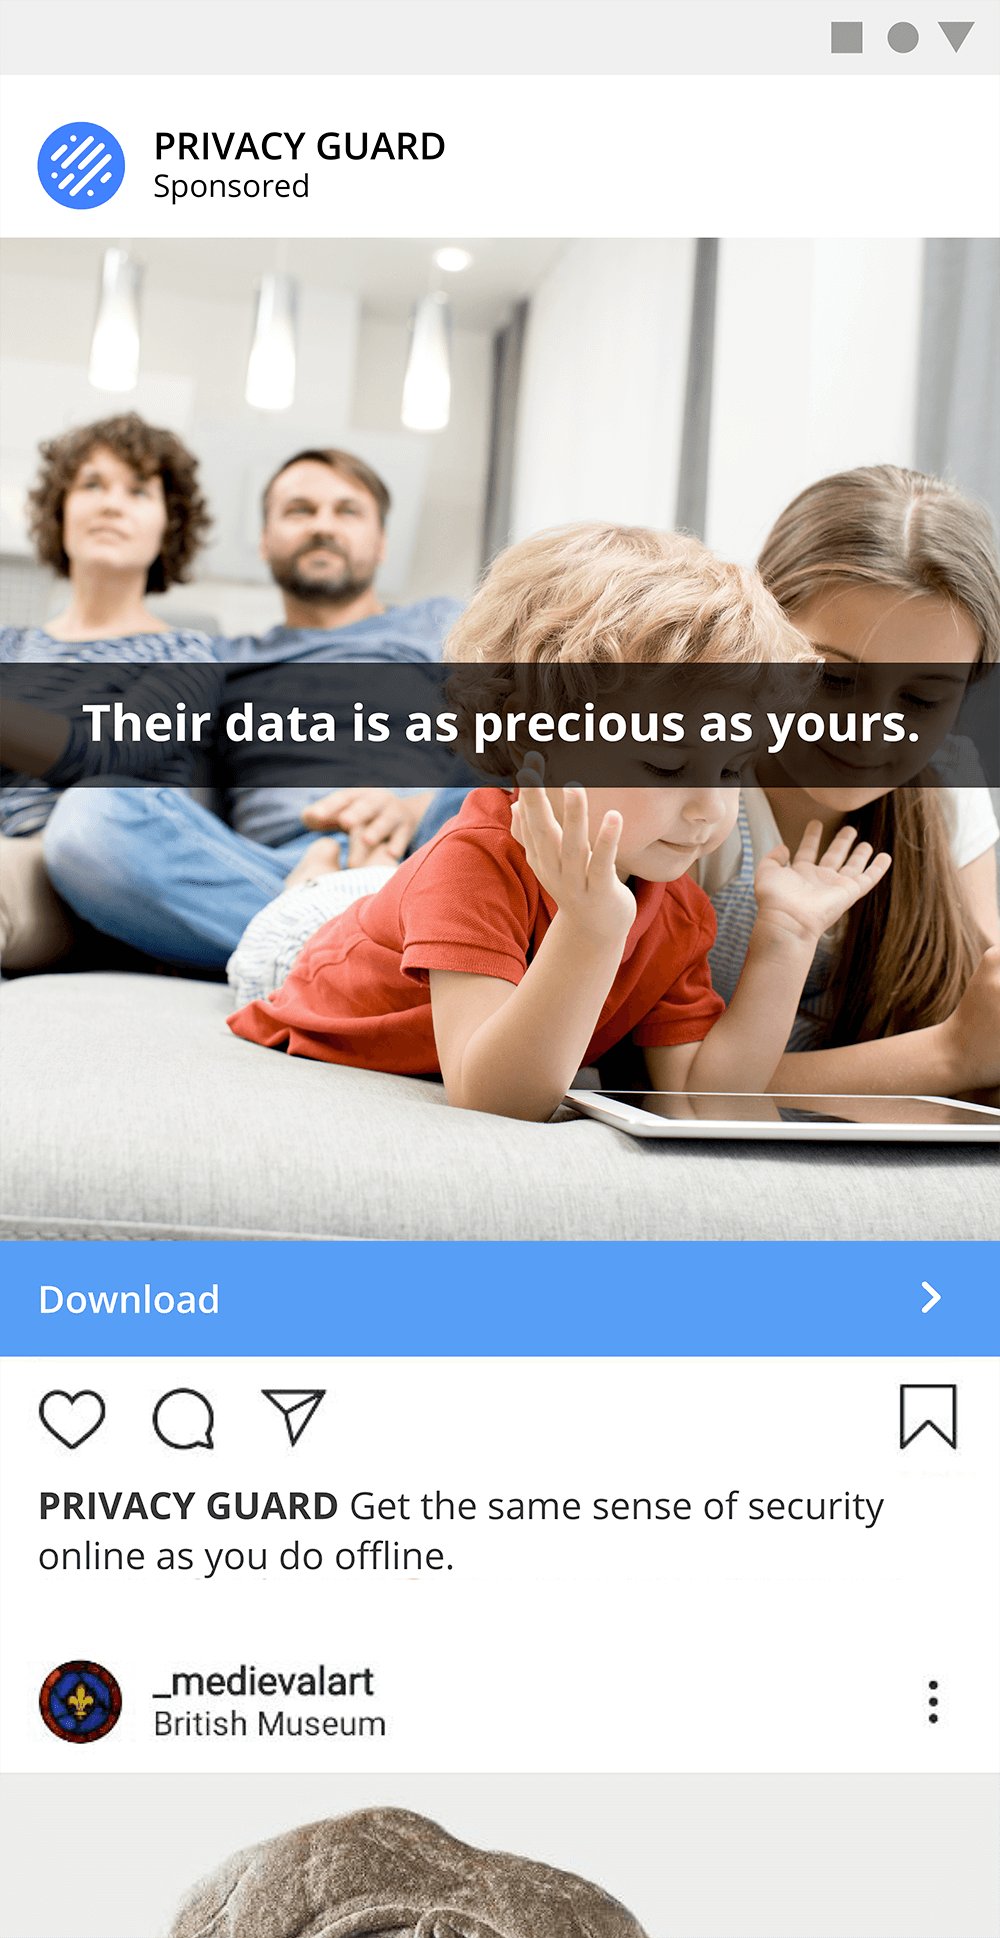 PRIVACY GUARD
Sponsored
Their data is as precious as yours.
Download
PRIVACY GUARD Get the same sense of security
online as you do offline.
_medievalart
British Museum